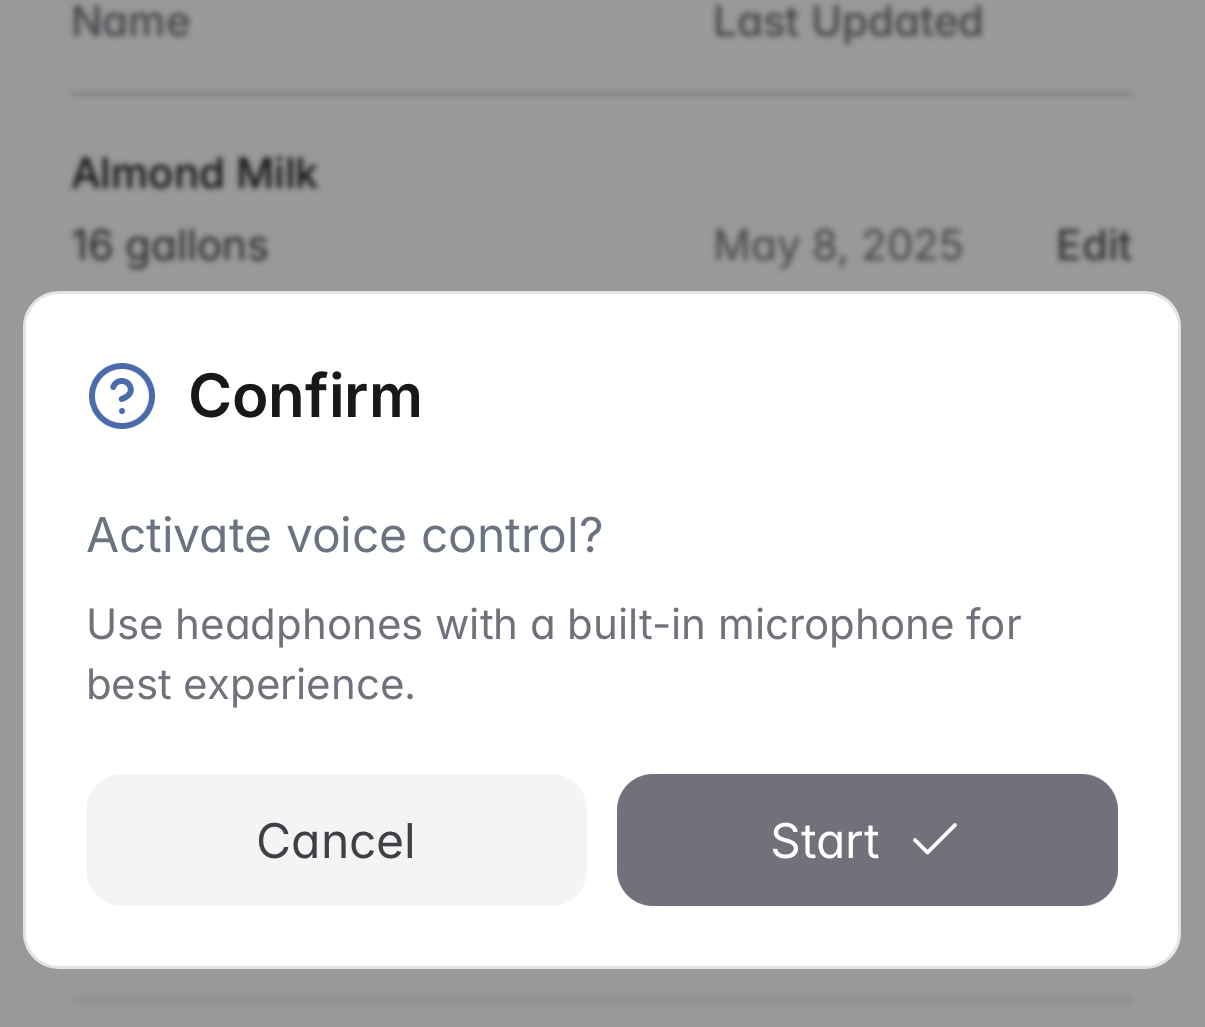 Name Last Updated
Almond Milk
16 gallons May 8, 2025 Edit
Confirm
Activate voice control?
Use headphones with a built-in microphone for
best experience.
Cancel Start